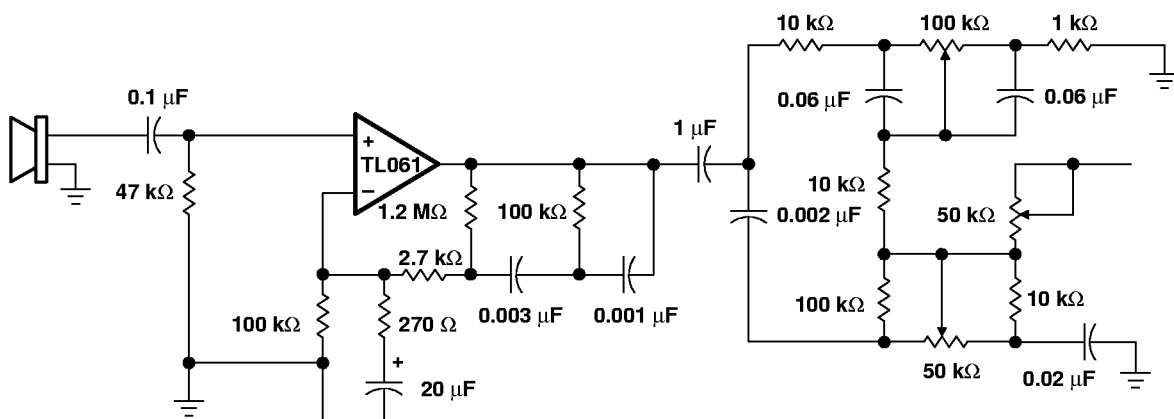 10 kΩ
100 kΩ
1 kΩ
0.06 µF
0.06 µF
0.1 µF
1 µF
+
TL061
−
47 kΩ
1.2 MΩ
100 kΩ
10 kΩ
0.002 µF
50 kΩ
2.7 kΩ
100 kΩ
270 Ω
0.003 µF
0.001 µF
100 kΩ
10 kΩ
+
20 µF
50 kΩ
0.02 µF